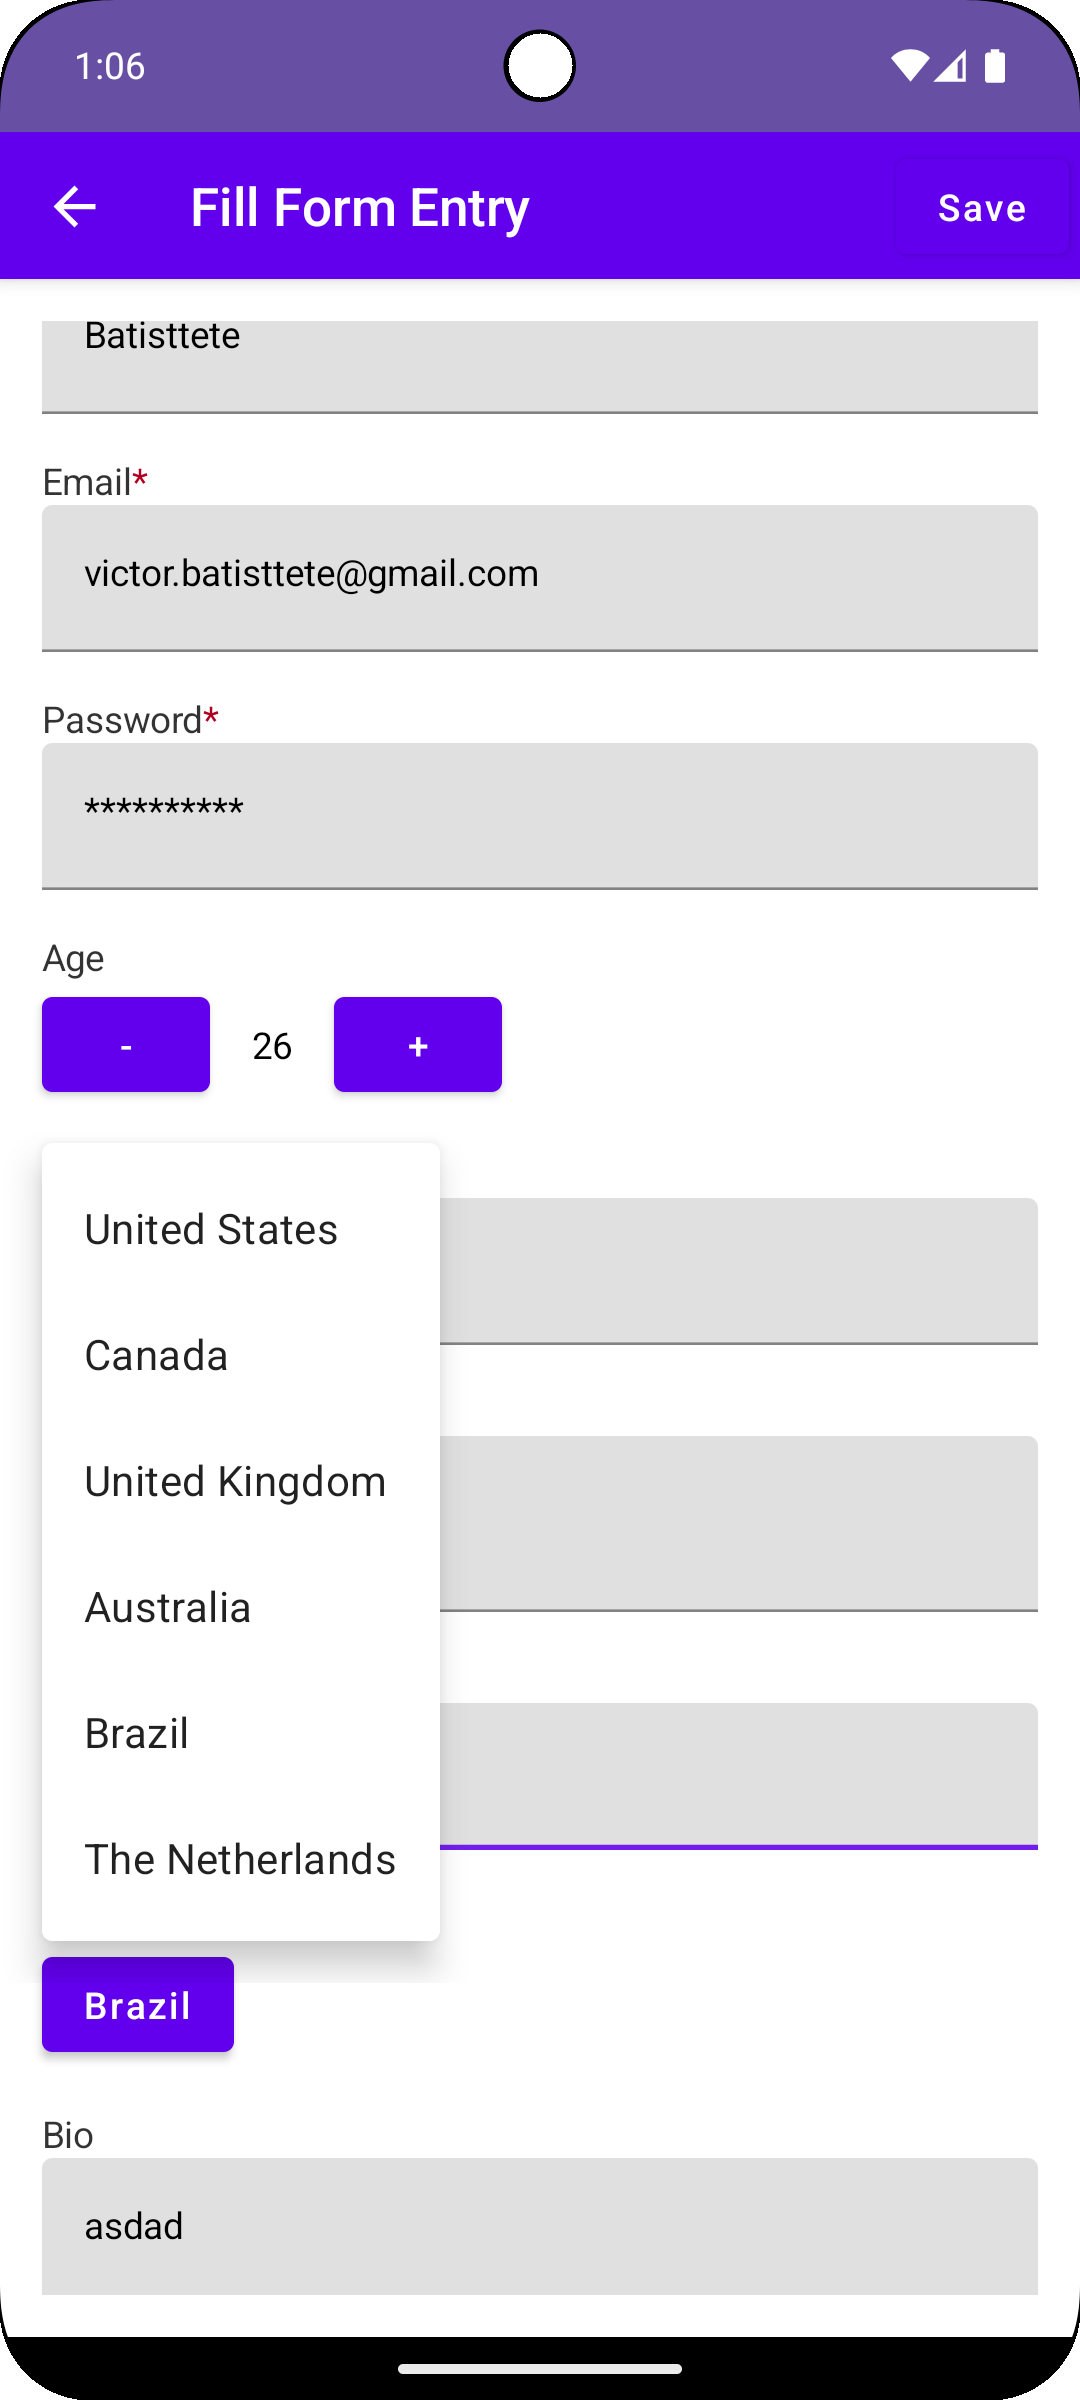 1:06
Fill Form Entry
Save
Batisttete
Email*
victor.batisttete@gmail.com
Password*
**********
Age
-
26
+
United States
Canada
United Kingdom
Australia
Brazil
The Netherlands
Brazil
Bio
asdad